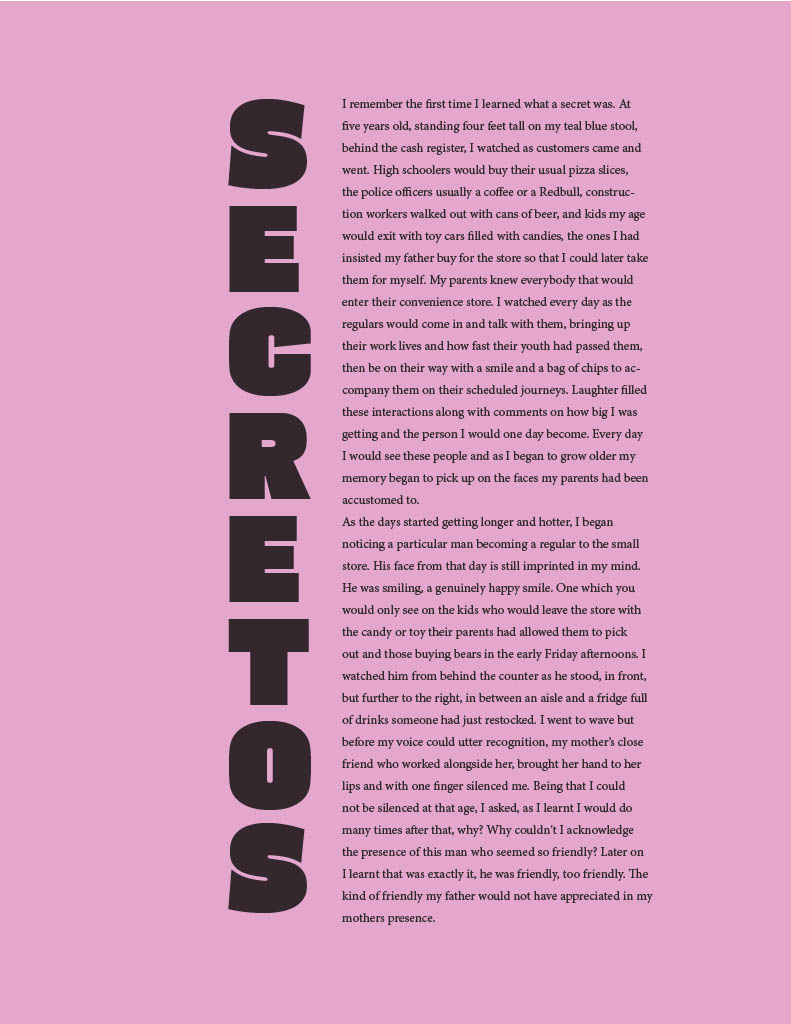 SECRETOS
I remember the first time I learned what a secret was. At
five years old, standing four feet tall on my teal blue stool,
behind the cash register, I watched as customers came and
went. High schoolers would buy their usual pizza slices,
the police officers usually a coffee or a Redbull, construc-
tion workers walked out with cans of beer, and kids my age
would exit with toy cars filled with candies, the ones I had
insisted my father buy for the store so that I could later take
them for myself. My parents knew everybody that would
enter their convenience store. I watched every day as the
regulars would come in and talk with them, bringing up
their work lives and how fast their youth had passed them,
then be on their way with a smile and a bag of chips to ac-
company them on their scheduled journeys. Laughter filled
these interactions along with comments on how big I was
getting and the person I would one day become. Every day
I would see these people and as I began to grow older my
memory began to pick up on the faces my parents had been
accustomed to.
As the days started getting longer and hotter, I began
noticing a particular man becoming a regular to the small
store. His face from that day is still imprinted in my mind.
He was smiling, a genuinely happy smile. One which you
would only see on the kids who would leave the store with
the candy or toy their parents had allowed them to pick
out and those buying bears in the early Friday afternoons. I
watched him from behind the counter as he stood, in front,
but further to the right, in between an aisle and a fridge full
of drinks someone had just restocked. I went to wave but
before my voice could utter recognition, my mother's close
friend who worked alongside her, brought her hand to her
lips and with one finger silenced me. Being that I could
not be silenced at that age, I asked, as I learnt I would do
many times after that, why? Why couldn't I acknowledge
the presence of this man who seemed so friendly? Later on
I learnt that was exactly it, he was friendly, too friendly. The
kind of friendly my father would not have appreciated in my
mothers presence.